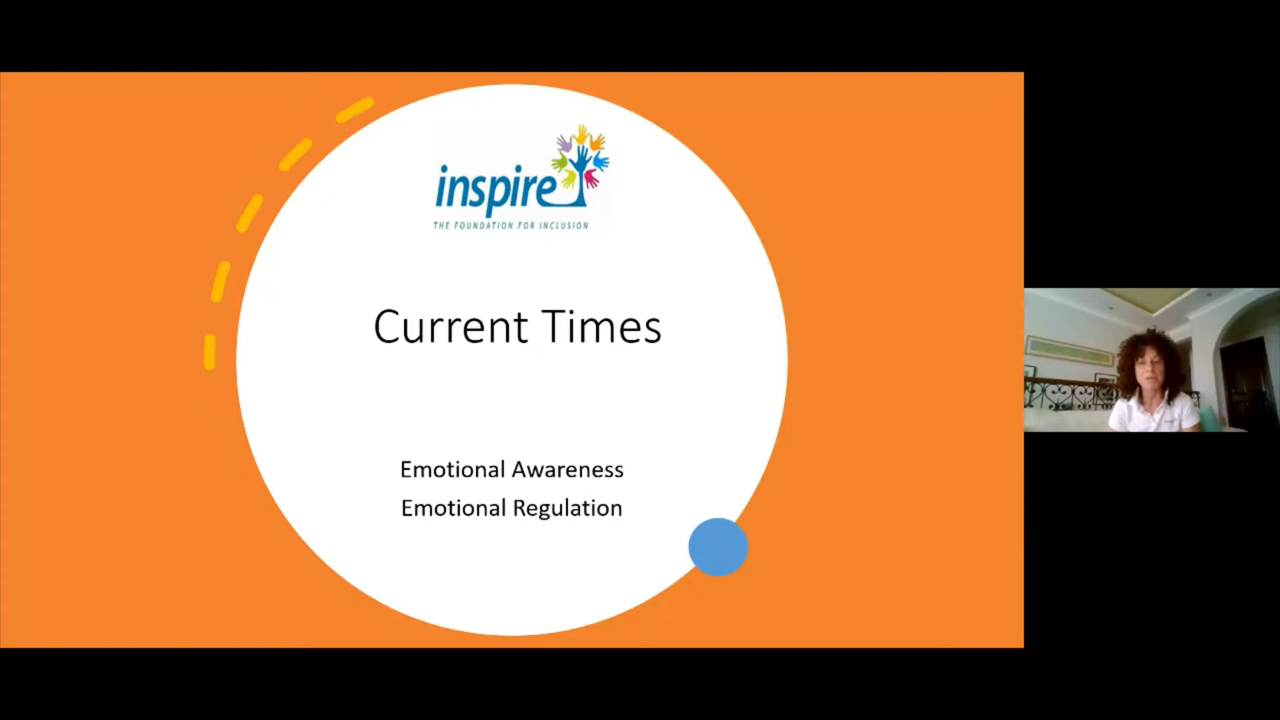 inspire
THE FOUNDATION FOR INCLUSION
Current Times
Emotional Awareness
Emotional Regulation